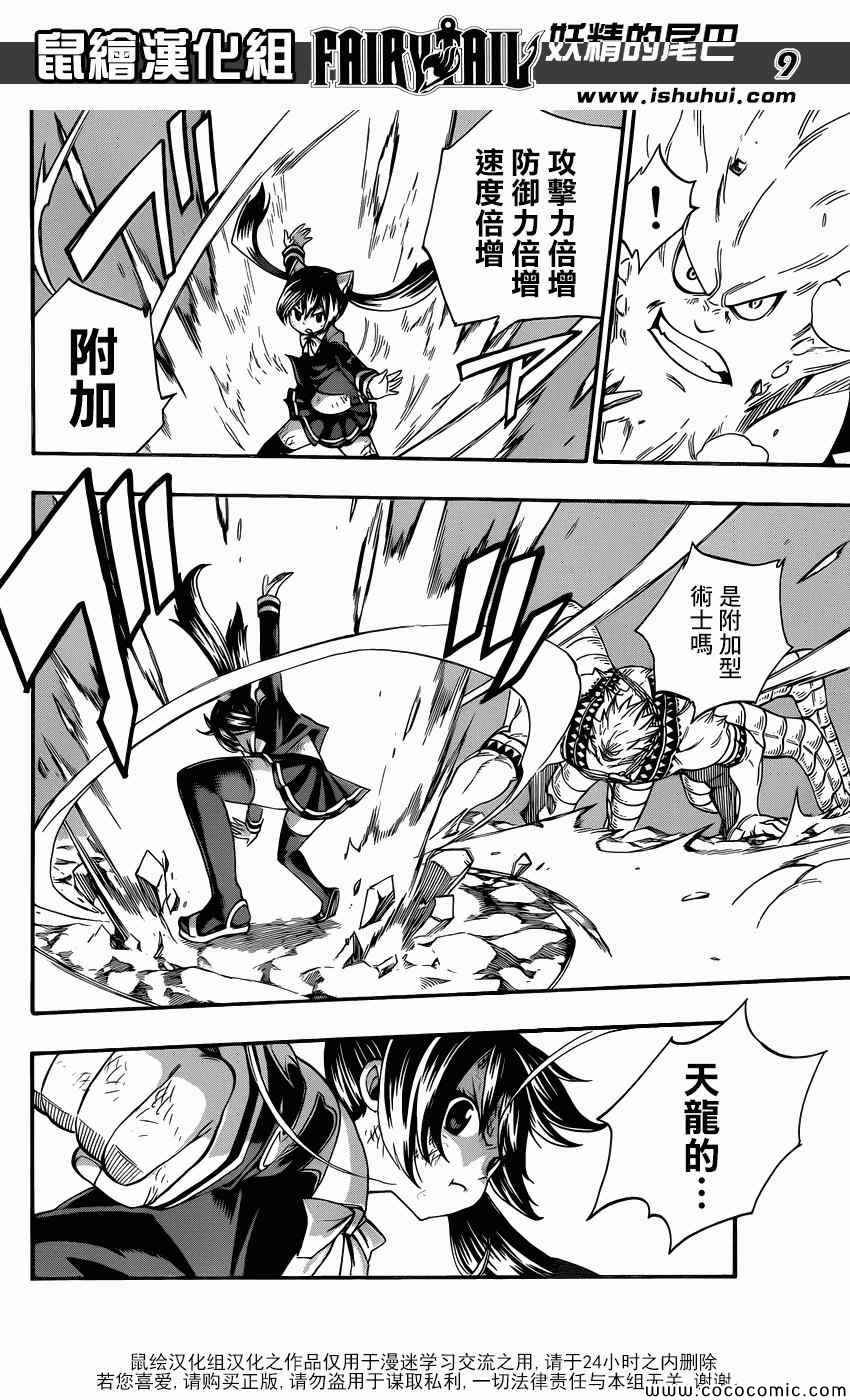 鼠繪漢化組
FAIRY TAIL
妖精的尾巴
9
www.ishuhui.com
!
攻擊力倍增
防御力倍增
速度倍增
附加
是附加型
術士嗎
天龍的…
鼠绘汉化组汉化之作品仅用于漫迷学习交流之用,请于24小时之内删除
若您喜爱,请购买正版,请勿盗用于谋取私利,一切法律责任与本组无关.谢谢.
www.cococomic.com